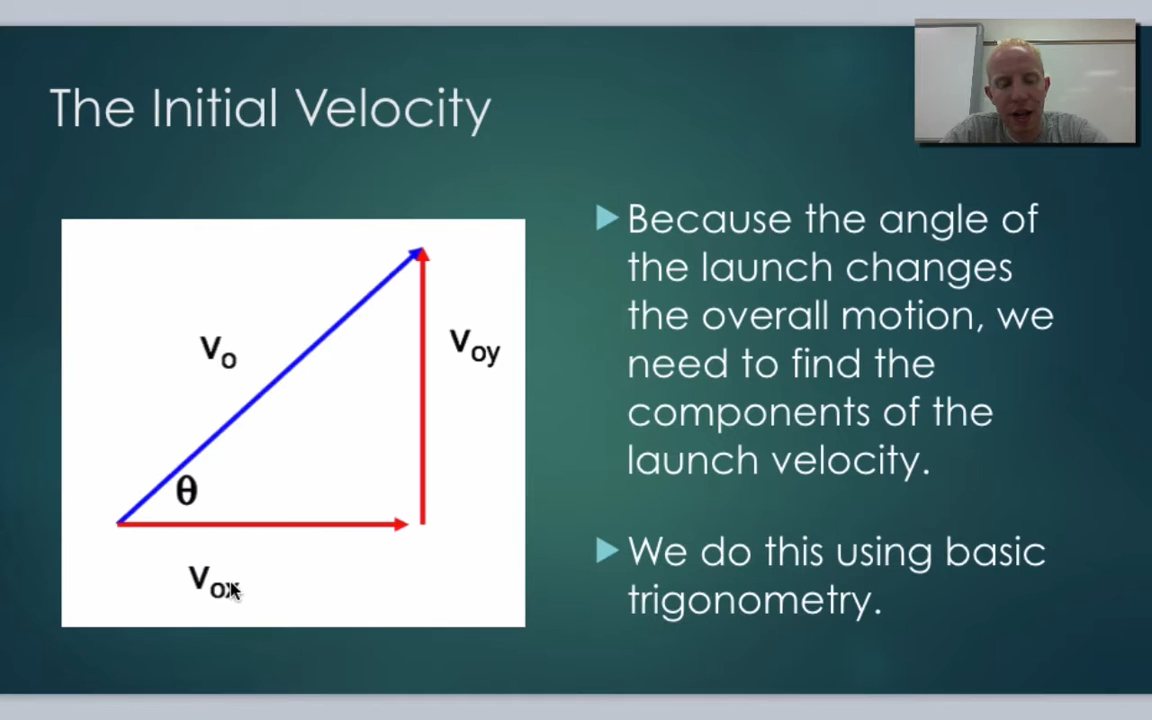 The Initial Velocity
Because the angle of
the launch changes
the overall motion, we
need to find the
components of the
launch velocity.
We do this using basic
trigonometry.
vo
voy
θ
vox